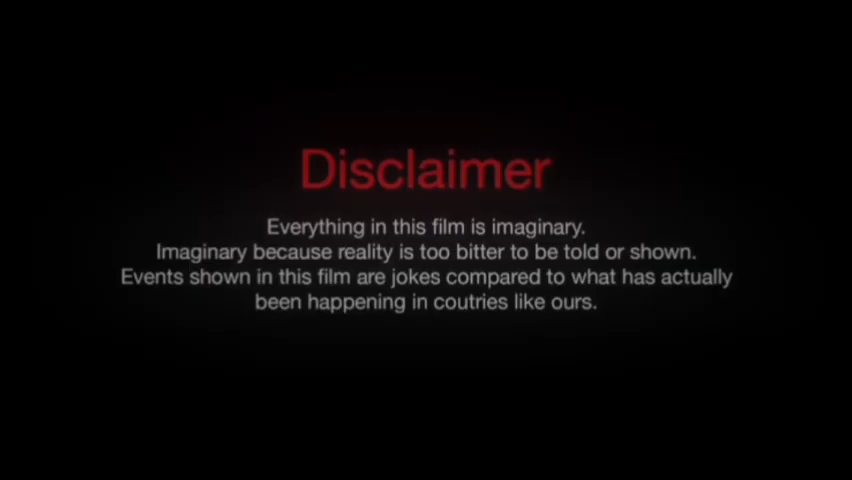 Disclaimer
Everything in this film is imaginary.
Imaginary because reality is too bitter to be told or shown.
Events shown in this film are jokes compared to what has actually
been happening in coutries like ours.